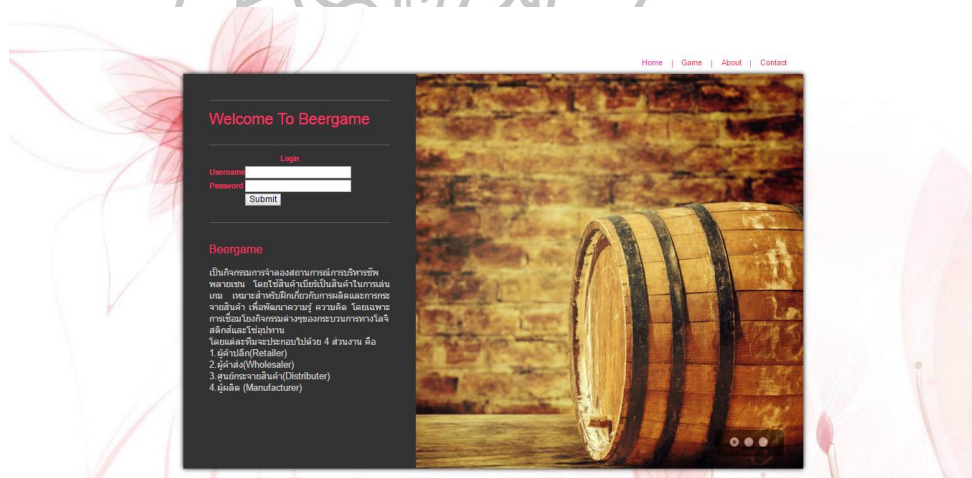 Home | Game | About | Contact
Welcome To Beergame
Login
Username
Password
Submit
Beergame
เป็นกิจกรรมการจำลองสถานการณ์การบริหารซัพ
พลายเชน โดยใช้สินค้าเบียร์เป็นสินค้าในการเล่น
เกม เหมาะสำหรับฝึกเกี่ยวกับการผลิตและการกระ
จายสินค้า เพื่อพัฒนาความรู้ ความคิด โดยเฉพาะ
การเชื่อมโยงกิจกรรมต่างๆของกระบวนการทางโลจิ
สติกส์และโซ่อุปทาน
โดยแต่ละทีมจะประกอบไปด้วย 4 ส่วนงาน คือ
1.ผู้ค้าปลีก(Retailer)
2.ผู้ค้าส่ง(Wholesaler)
3.ศูนย์กระจายสินค้า(Distributer)
4.ผู้ผลิต (Manufacturer)